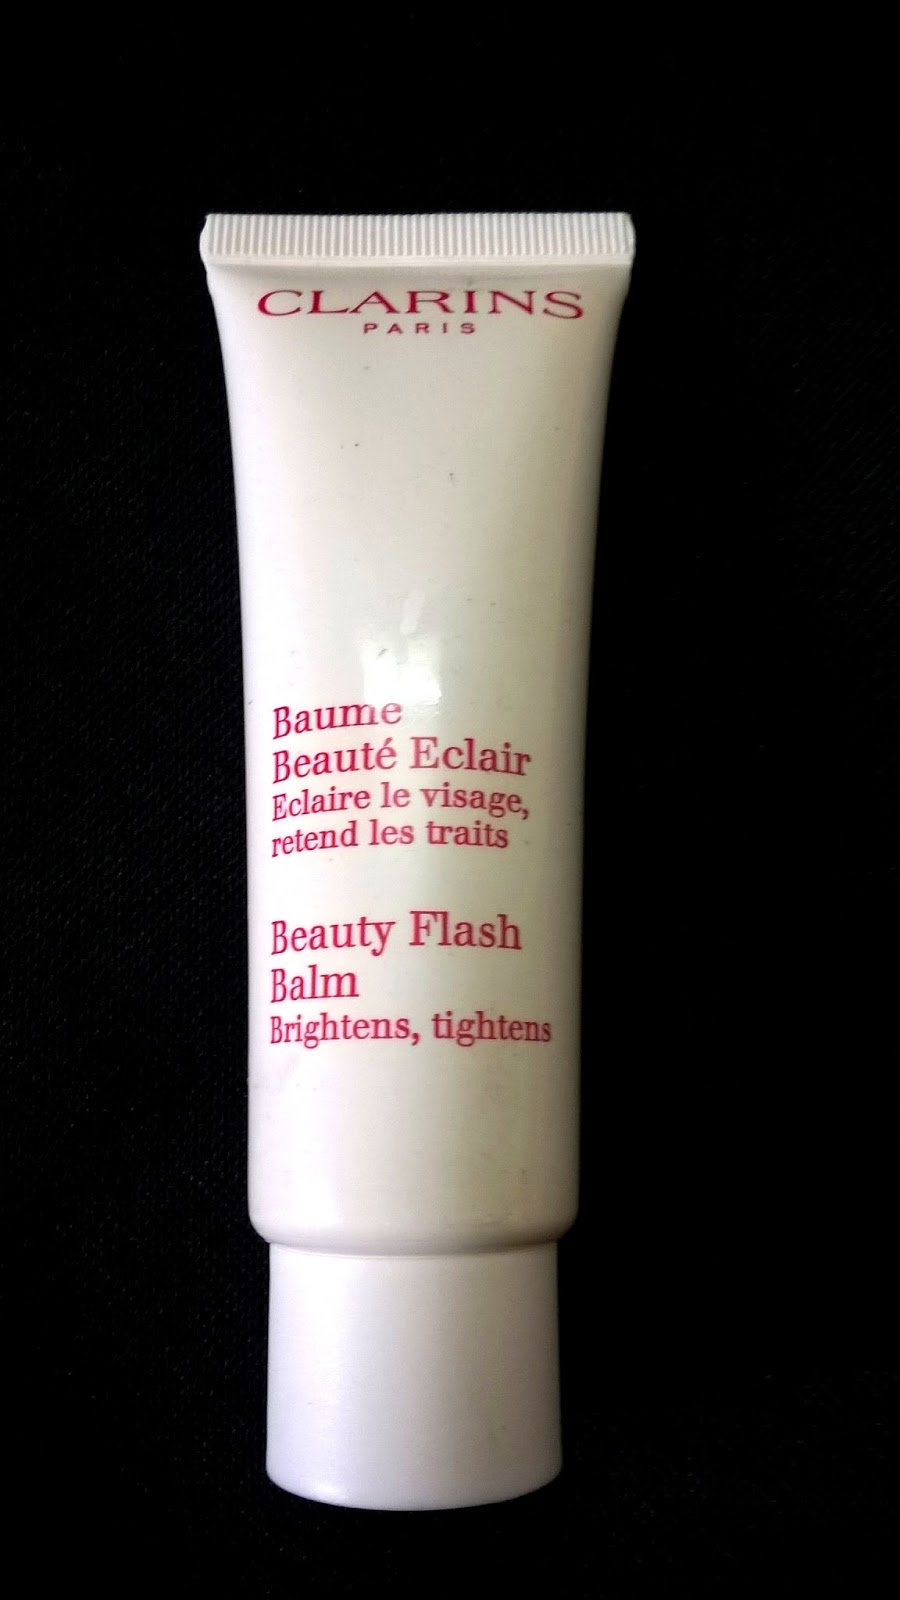 CLARINS
PARIS
Baume
Beauté Eclair
Eclaire le visage,
retend les traits
Beauty Flash
Balm
Brightens, tightens